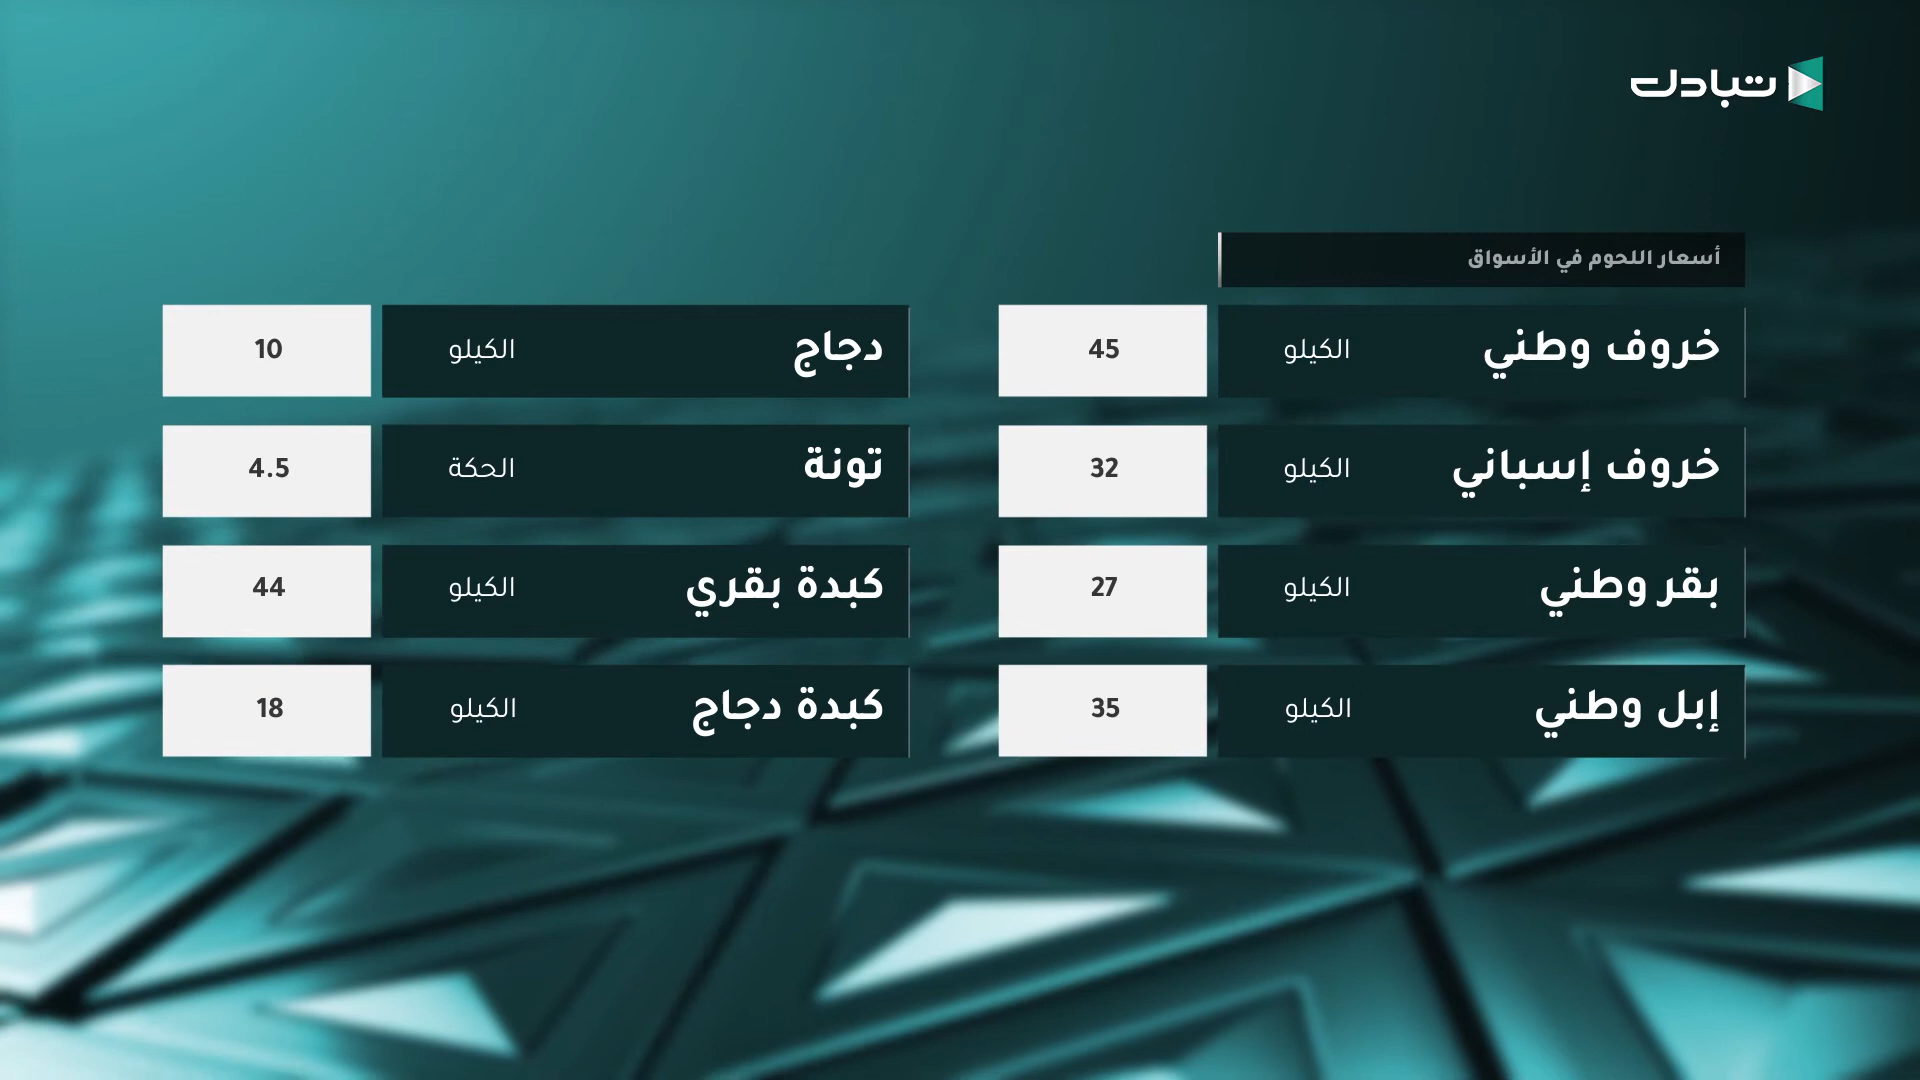 تبادل
أسعار اللحوم في الأسواق
خروف وطني الكيلو 45
خروف إسباني الكيلو 32
بقر وطني الكيلو 27
إبل وطني الكيلو 35
دجاج الكيلو 10
تونة الحكة 4.5
كبدة بقري الكيلو 44
كبدة دجاج الكيلو 18